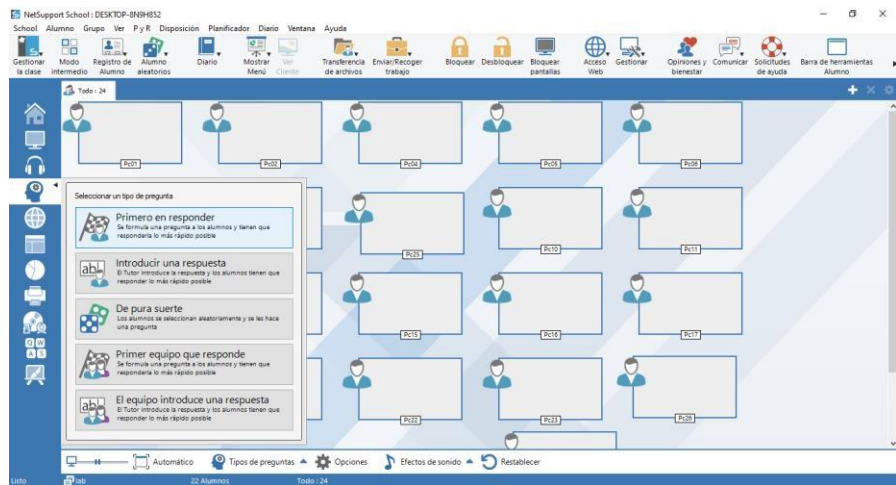 NetSupport School : DESKTOP-8N9H8S2
School Alumno Grupo Ver P y R Disposición Planificador Diario Ventana Ayuda
Gestionar la clase
Modo intermedio
Registro de Alumno
Alumno aleatorios
Diario
Mostrar Menú
Ver Cliente
Transferencia de archivos
Enviar/Recoger trabajo
Bloquear
Desbloquear
Bloquear pantallas
Acceso Web
Gestionar
Opiniones y bienestar
Comunicar
Solicitudes de ayuda
Barra de herramientas Alumno
Todo : 24
Pc01 Pc02 Pc04 Pc05 Pc06
Seleccionar un tipo de pregunta
Primero en responder
Se formula una pregunta a los alumnos y tienen que
responderla lo más rápido posible
abl
Introducir una respuesta
El Tutor introduce la respuesta y los alumnos tienen que
responder lo más rápido posible
De pura suerte
Los alumnos se seleccionan aleatoriamente y se les hace
una pregunta
Primer equipo que responde
Se formula una pregunta a los alumnos y tienen que
responderla lo más rápido posible
abl
El equipo introduce una respuesta
El Tutor introduce la respuesta y los alumnos tienen que
responder lo más rápido posible
Pc25 Pc10 Pc11
Pc15 Pc16 Pc17
Pc22 Pc23 Pc28
Q W
A S
Automático Tipos de preguntas Opciones Efectos de sonido Restablecer
Listo lab 22 Alumnos Todo : 24